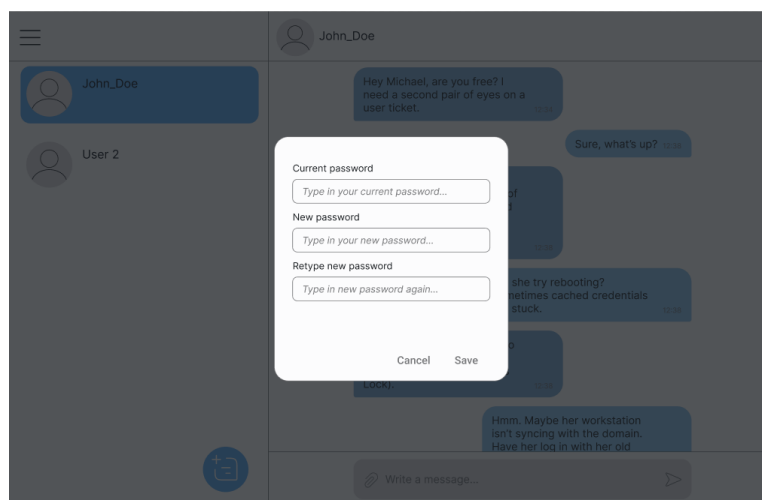 John_Doe
John_Doe
Hey Michael, are you free? I
need a second pair of eyes on a
user ticket.
User 2
Sure, what's up?
Current password
Type in your current password...
of
New password
Type in your new password...
Retype new password
Type in new password again...
she try rebooting?
cached credentials
stuck.
Cancel Save
Lock).
Hmm. Maybe her workstation
isn't syncing with the domain.
Have her log in with her old
Write a message...